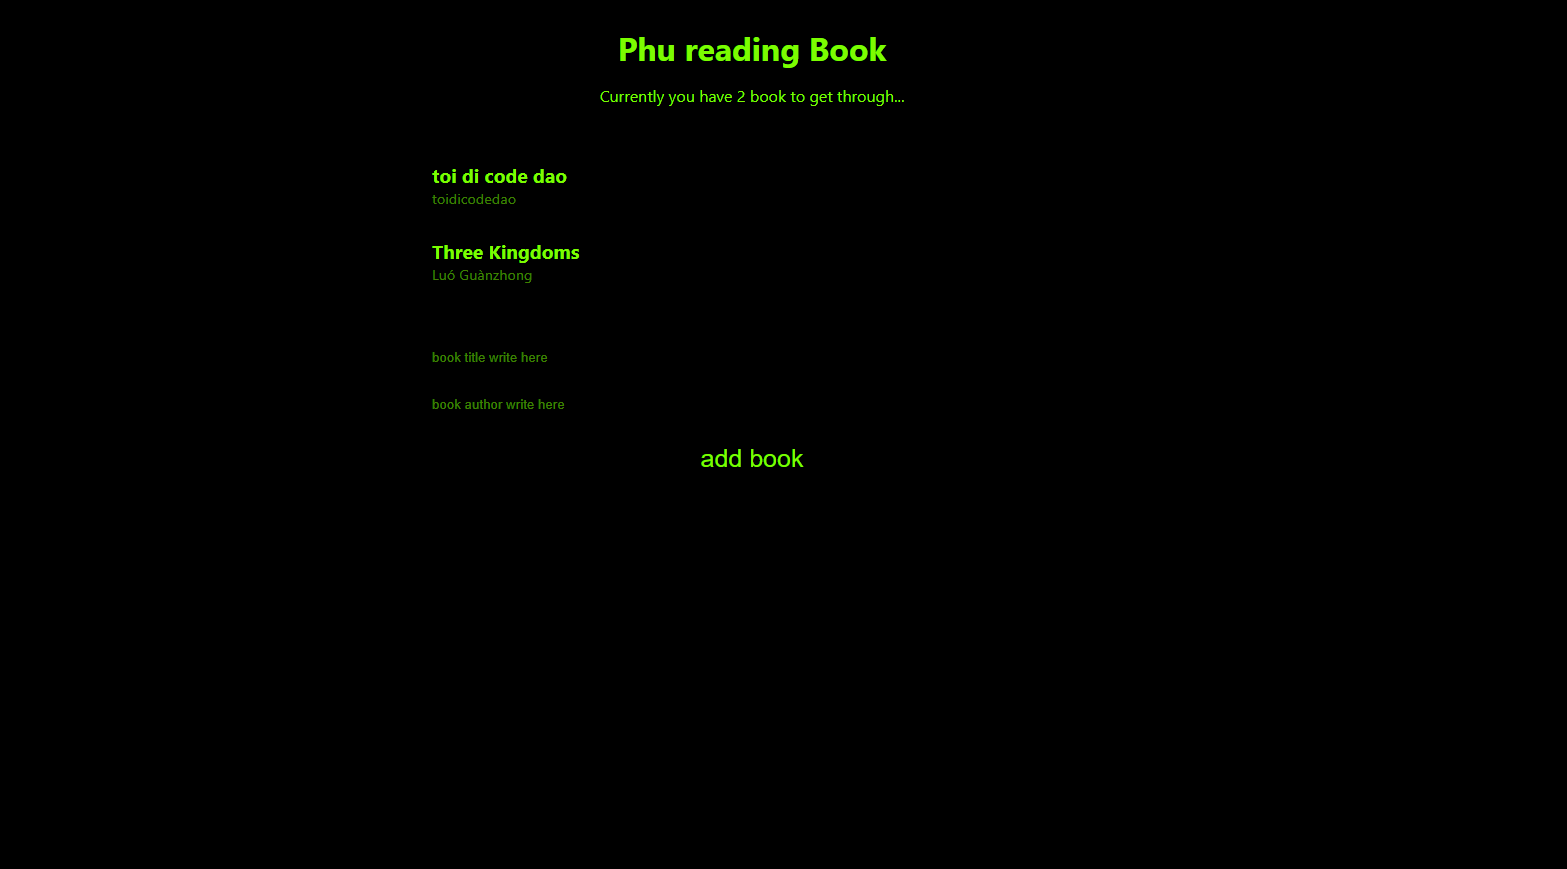 Phu reading Book
Currently you have 2 book to get through...
toi di code dao
toidicodedao
Three Kingdoms
Luó Guànzhong
book title write here
book author write here
add book